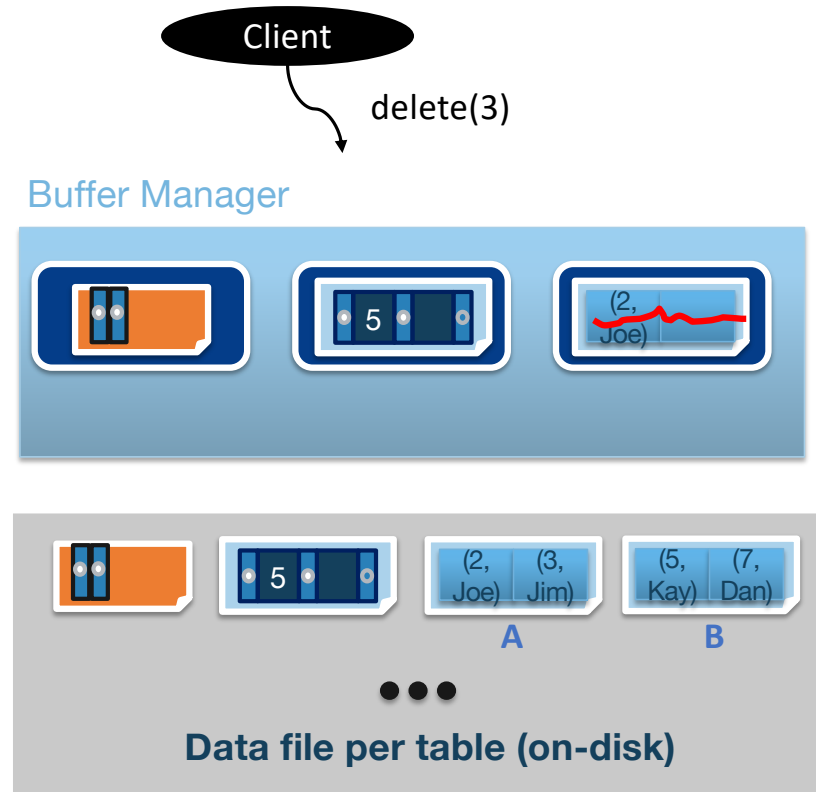 Client
delete(3)
Buffer Manager
5
(2,
Joe)
5
(2,
Joe)
(3,
Jim)
(5,
Kay)
(7,
Dan)
A
B
Data file per table (on-disk)